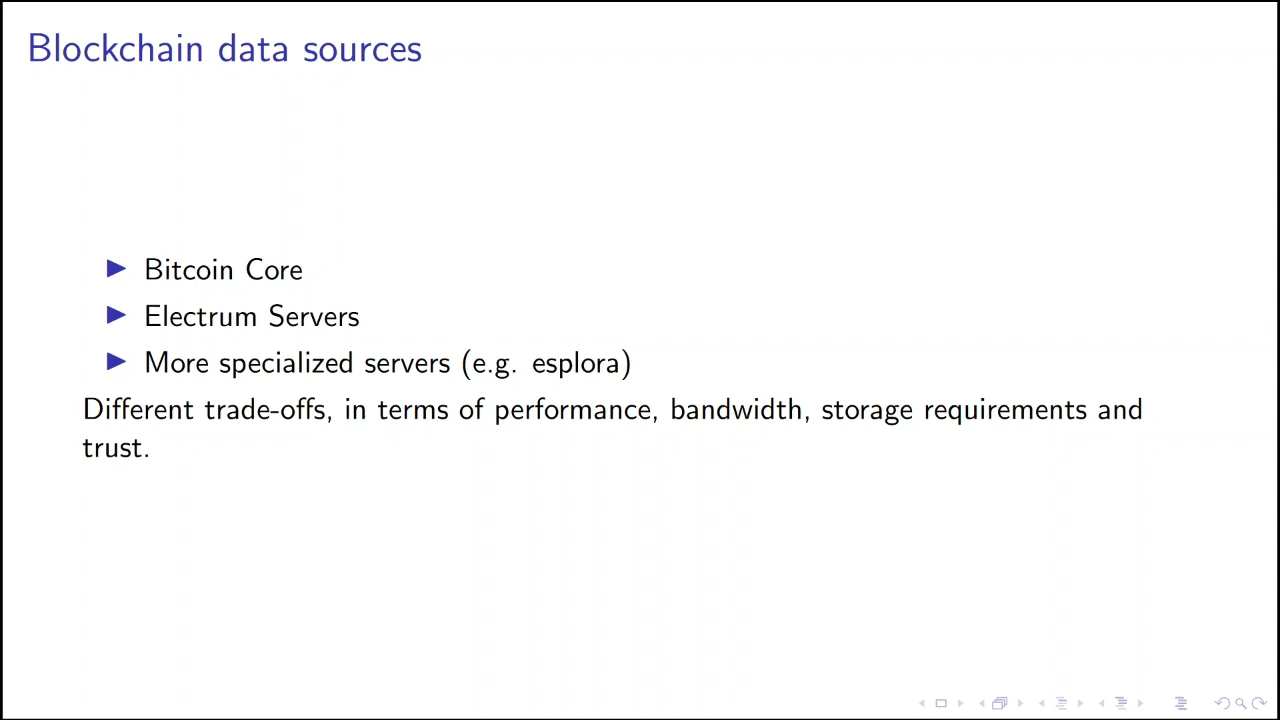 Blockchain data sources
Bitcoin Core
Electrum Servers
More specialized servers (e.g. esplora)
Different trade-offs, in terms of performance, bandwidth, storage requirements and
trust.